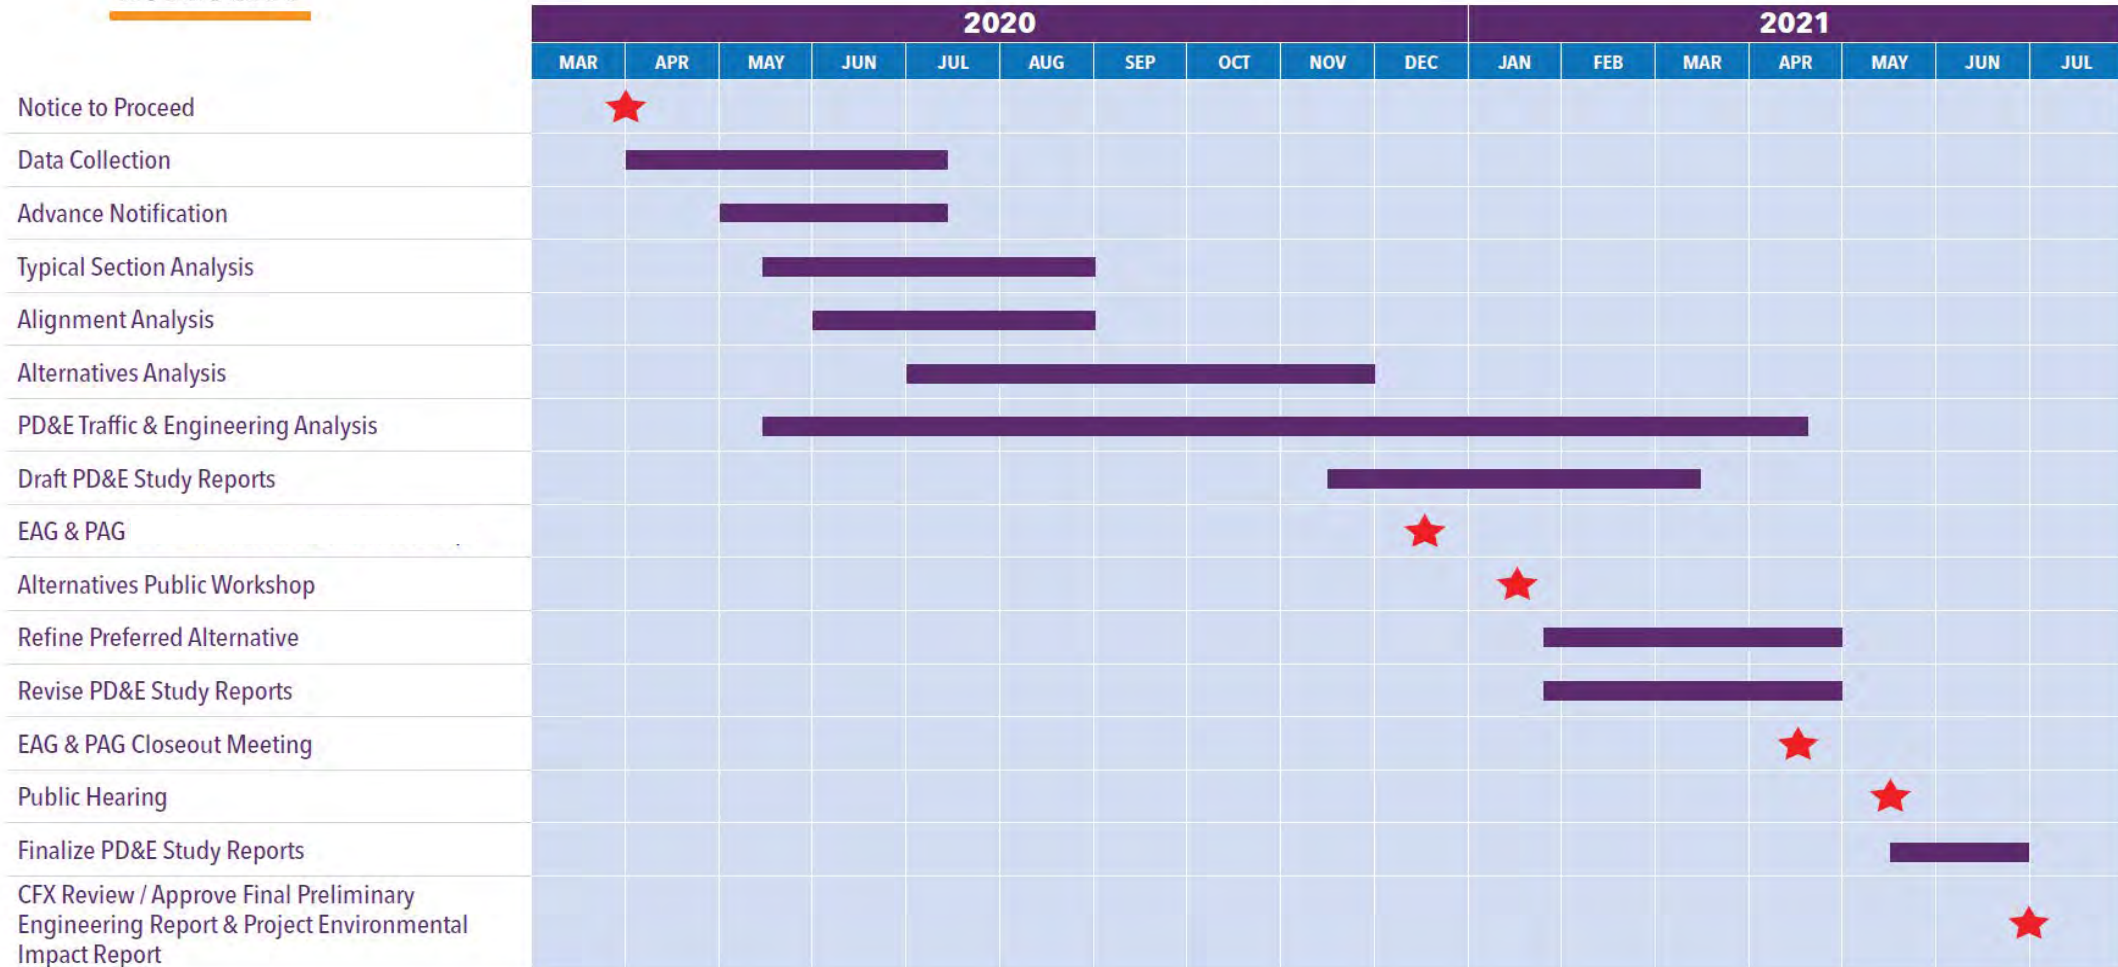 2020 2021
MAR APR MAY JUN JUL AUG SEP OCT NOV DEC JAN FEB MAR APR MAY JUN JUL
Notice to Proceed
Data Collection
Advance Notification
Typical Section Analysis
Alignment Analysis
Alternatives Analysis
PD&E Traffic & Engineering Analysis
Draft PD&E Study Reports
EAG & PAG
Alternatives Public Workshop
Refine Preferred Alternative
Revise PD&E Study Reports
EAG & PAG Closeout Meeting
Public Hearing
Finalize PD&E Study Reports
CFX Review / Approve Final Preliminary
Engineering Report & Project Environmental
Impact Report